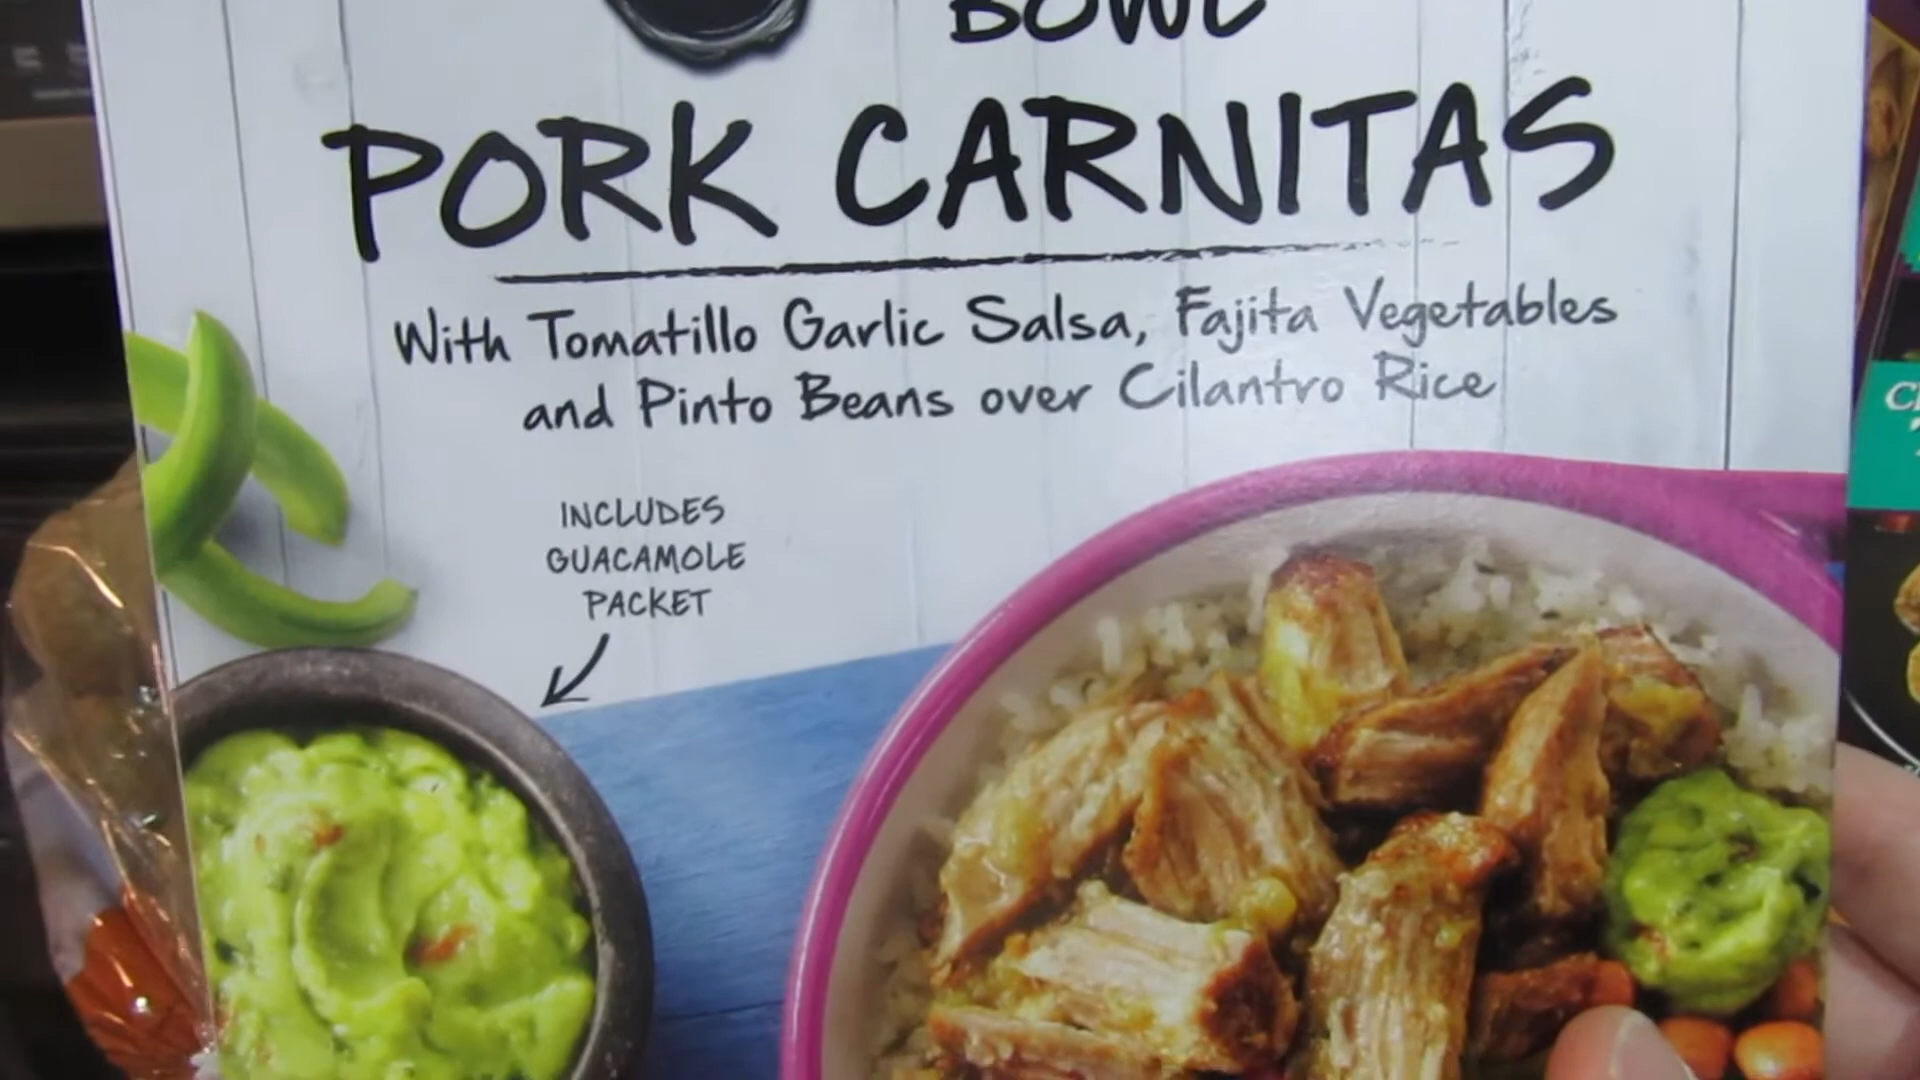 BOWL
PORK CARNITAS
With Tomatillo Garlic Salsa, Fajita Vegetables
and Pinto Beans over Cilantro Rice
INCLUDES
GUACAMOLE
PACKET